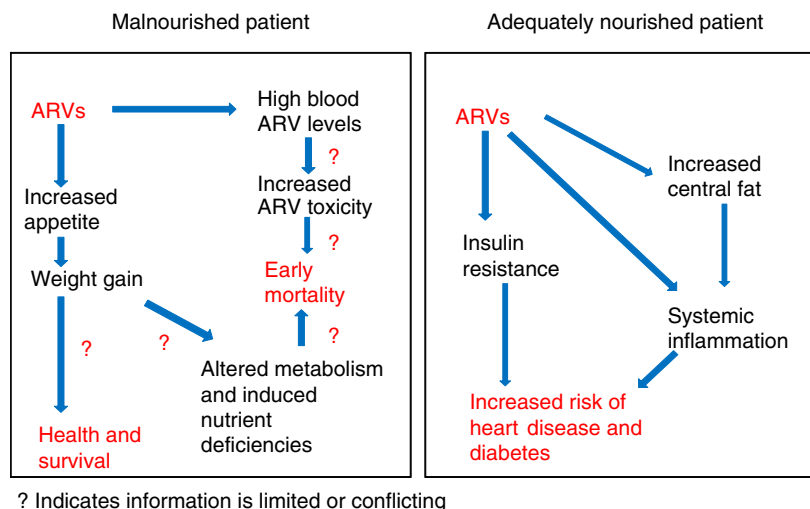 Malnourished patient
ARVs
High blood
ARV levels
?
Increased
appetite
Increased
ARV toxicity
?
Weight gain
Early
mortality
?
?
?
Altered metabolism
and induced
nutrient
deficiencies
Health and
survival
Adequately nourished patient
ARVs
Increased
central fat
Insulin
resistance
Systemic
inflammation
Increased risk of
heart disease and
diabetes
? Indicates information is limited or conflicting